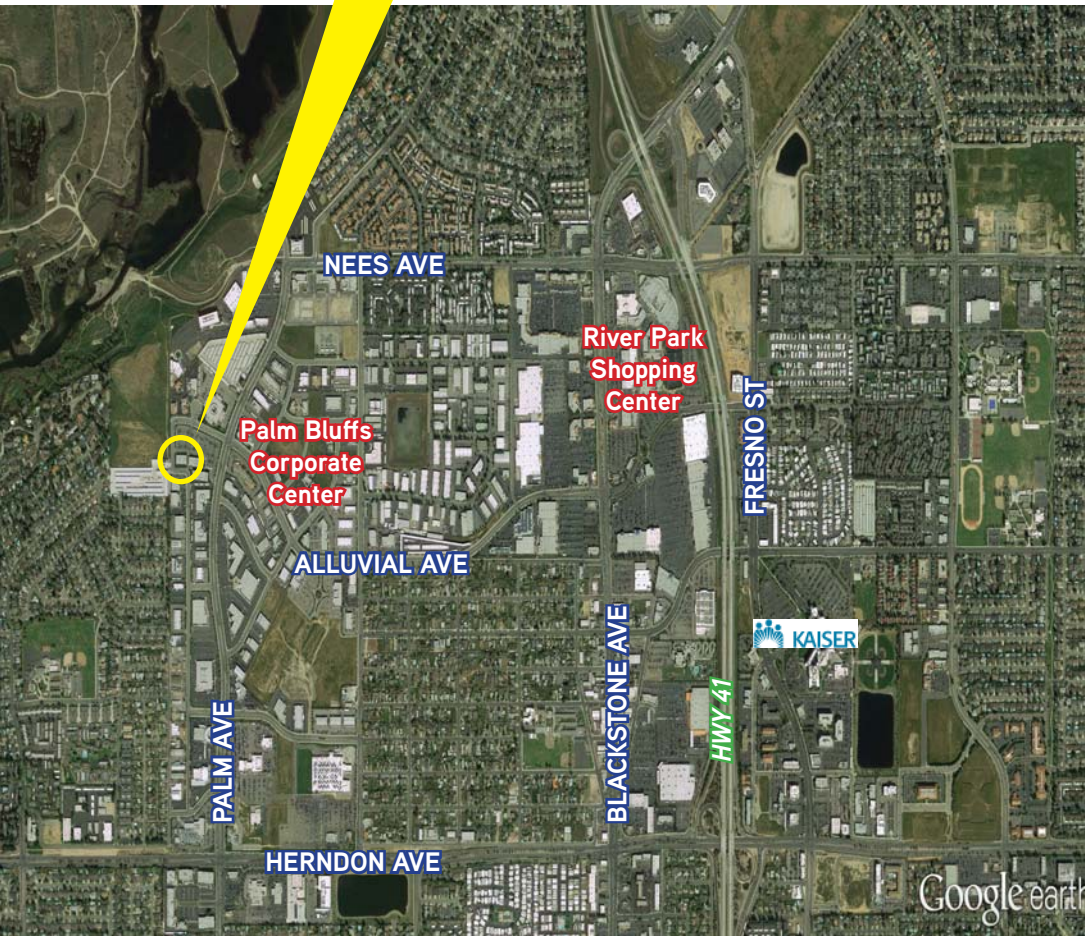 NEES AVE
River Park
Shopping
Center
Palm Bluffs
Corporate
Center
FRESNO ST
ALLUVIAL AVE
KAISER
BLACKSTONE AVE
HWY 41
PALM AVE
HERNDON AVE
Google earth